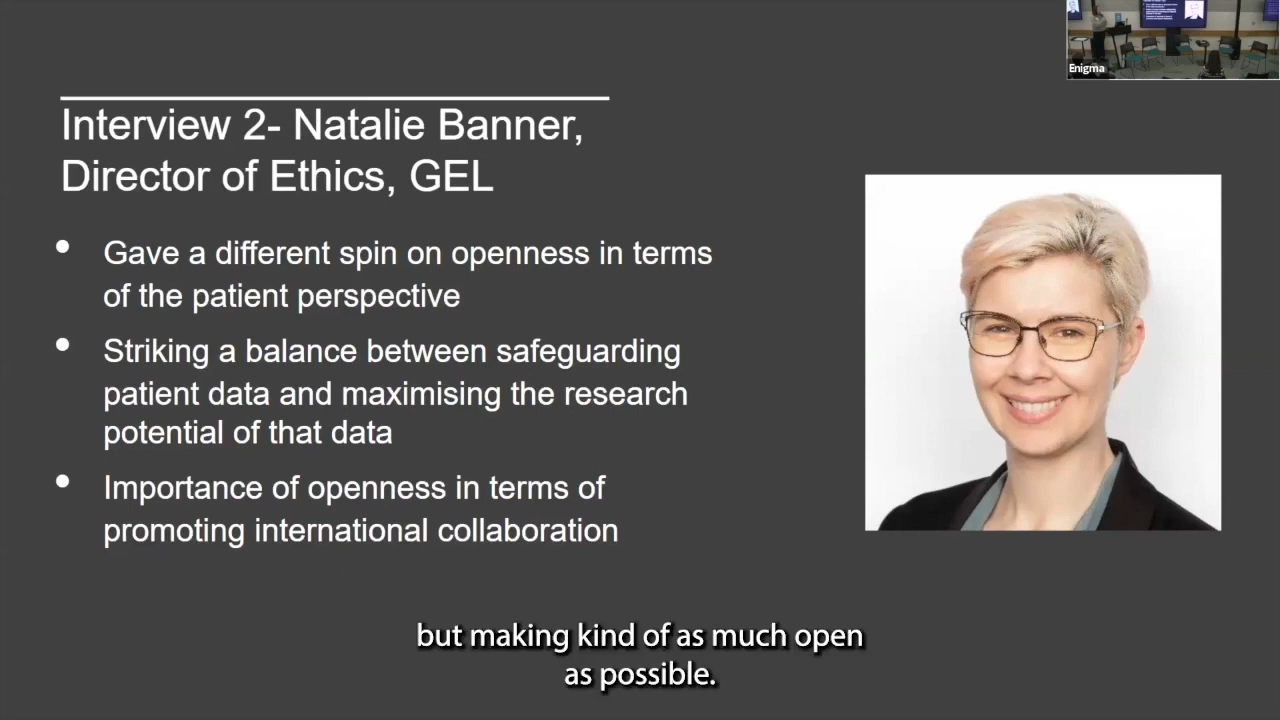 Enigma
Interview 2- Natalie Banner,
Director of Ethics, GEL
• Gave a different spin on openness in terms
of the patient perspective
• Striking a balance between safeguarding
patient data and maximising the research
potential of that data
• Importance of openness in terms of
promoting international collaboration
but making kind of as much open
as possible.